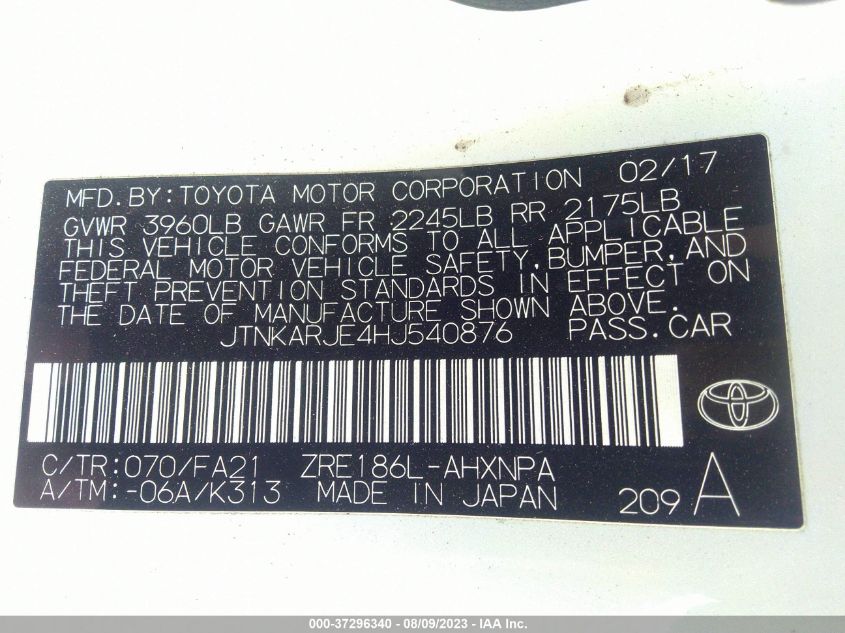 MFD.BY:TOYOTA MOTOR CORPORATION 02/17
GVWR 3960LB GAWR FR 2245LB RR 2175LB
THIS VEHICLE CONFORMS TO ALL APPLICABLE
FEDERAL MOTOR VEHICLE SAFETY,BUMPER,AND
THEFT PREVENTION STANDARDS IN EFFECT ON
THE DATE OF MANUFACTURE SHOWN ABOVE.
JTNKARJE4HJ540876 PASS.CAR
C/TR:070/FA21 ZRE186L-AHXNPA
A/TM:-06A/K313 MADE IN JAPAN 209 A
000-37296340 - 08/09/2023 - IAA Inc.